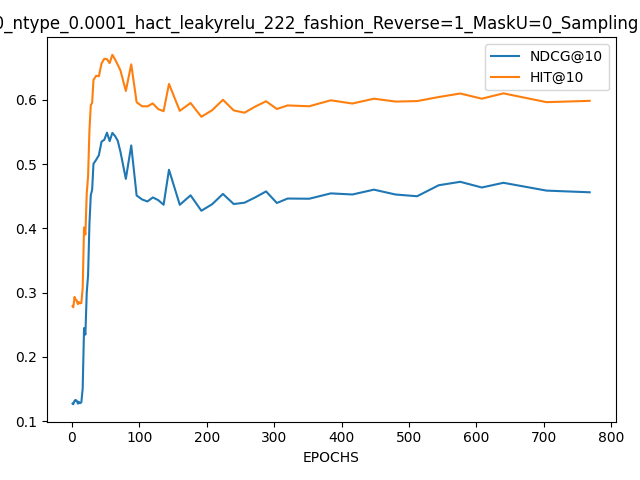 0_ntype_0.0001_hact_leakyrelu_222_fashion_Reverse=1_MaskU=0_Sampling
NDCG@10
HIT@10
0.6
0.5
0.4
0.3
0.2
0.1
0 100 200 300 400 500 600 700 800
EPOCHS